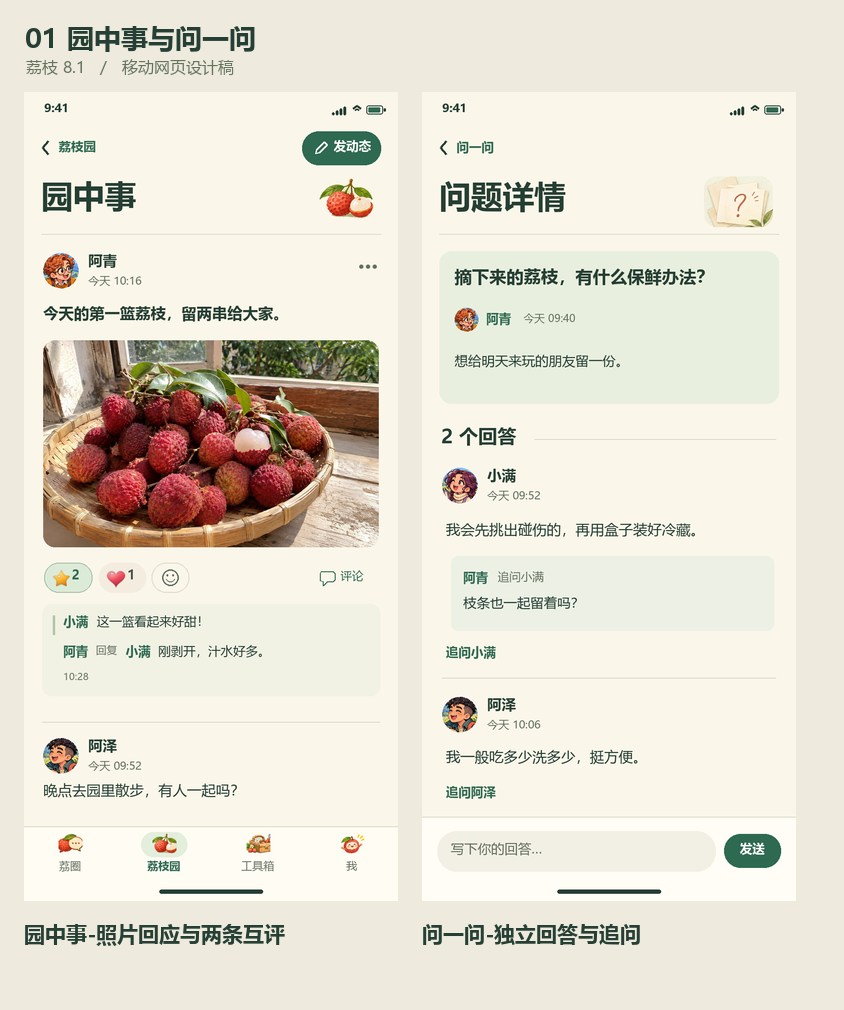 01 园中事与问一问
荔枝 8.1 / 移动网页设计稿
9:41
荔枝园
发动态
园中事
阿青
今天 10:16
今天的第一篮荔枝，留两串给大家。
2
1
评论
小满 这一篮看起来好甜！
阿青 回复 小满 刚剥开，汁水好多。
10:28
阿泽
今天 09:52
晚点去园里散步，有人一起吗？
荔圈
荔枝园
工具箱
我
园中事-照片回应与两条互评
9:41
问一问
问题详情
?
摘下来的荔枝，有什么保鲜办法？
阿青 今天 09:40
想给明天来玩的朋友留一份。
2 个回答
小满
今天 09:52
我会先挑出碰伤的，再用盒子装好冷藏。
阿青 追问小满
枝条也一起留着吗？
追问小满
阿泽
今天 10:06
我一般吃多少洗多少，挺方便。
追问阿泽
写下你的回答...
发送
问一问-独立回答与追问